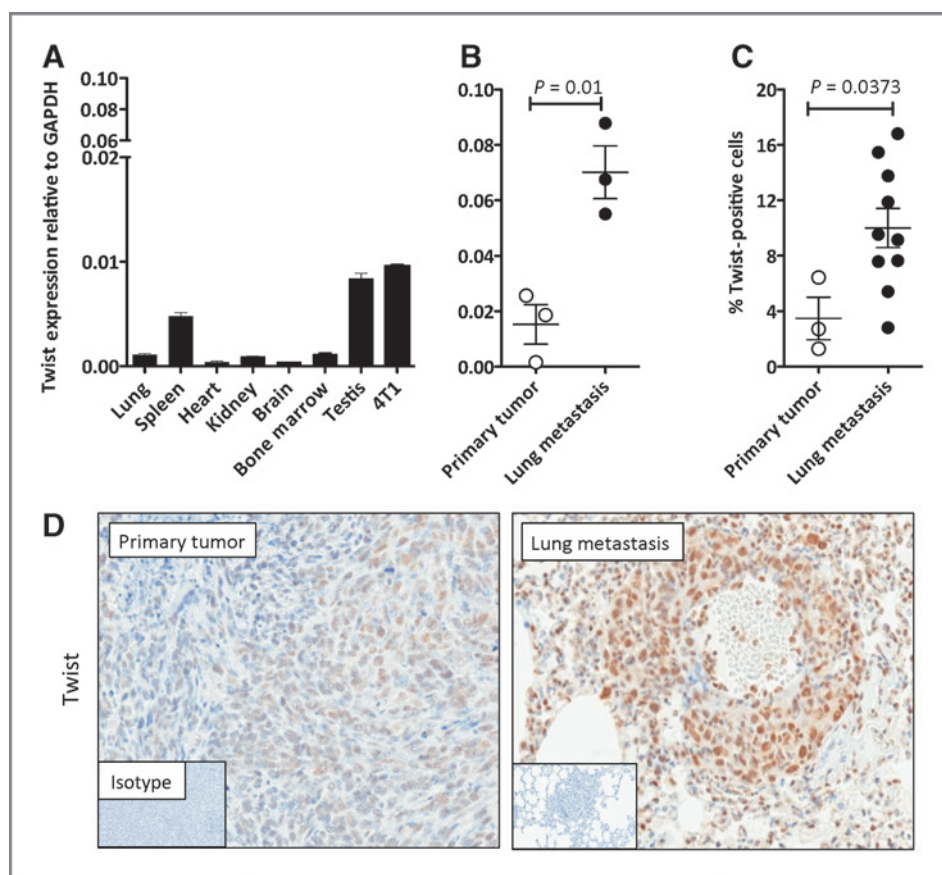 A
Twist expression relative to GAPDH
0.10
0.08
0.06
0.02
0.01
0.00
Lung
Spleen
Heart
Kidney
Brain
Bone marrow
Testis
4T1
B
P = 0.01
0.10
0.08
0.06
0.04
0.02
0.00
Primary tumor
Lung metastasis
C
P = 0.0373
% Twist-positive cells
20
16
12
8
4
0
Primary tumor
Lung metastasis
D
Twist
Primary tumor
Isotype
Lung metastasis